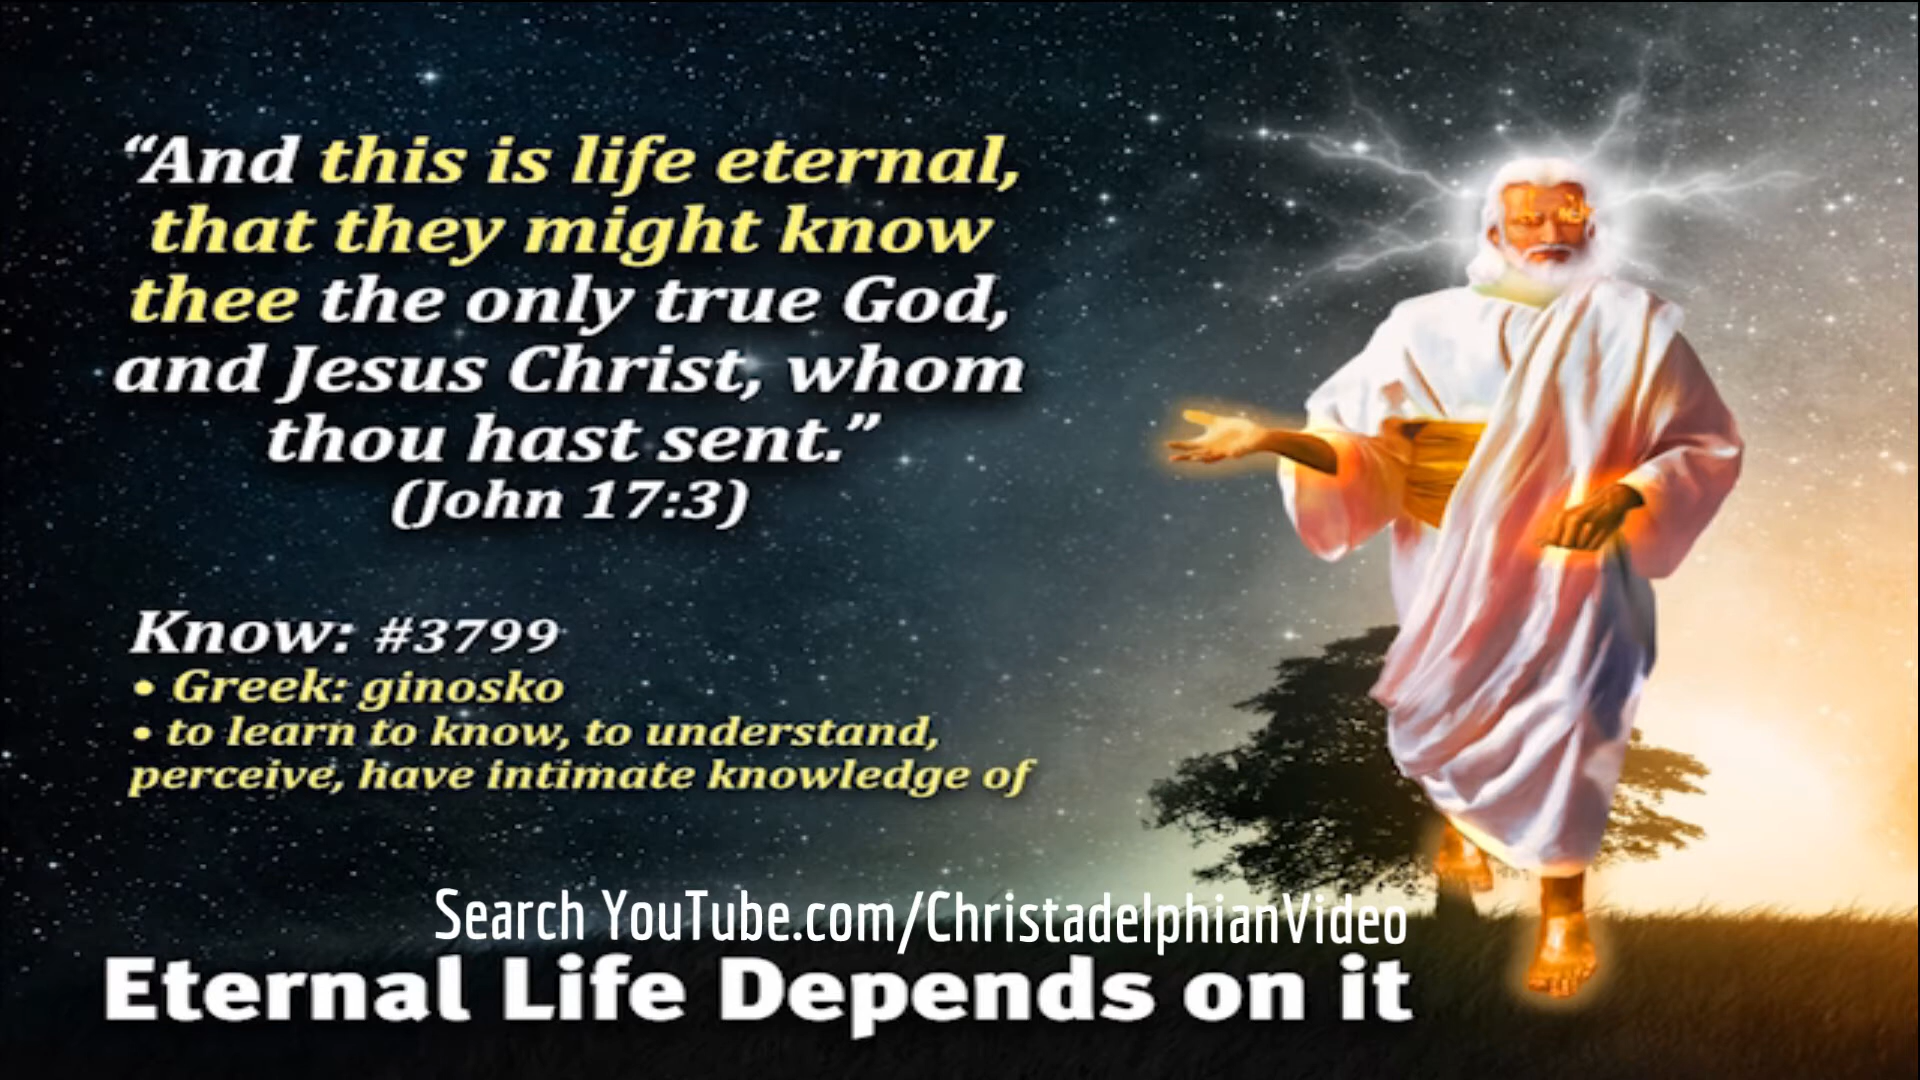 “And this is life eternal,
that they might know
thee the only true God,
and Jesus Christ, whom
thou hast sent.”
(John 17:3)
Know: #3799
• Greek: ginosko
• to learn to know, to understand,
perceive, have intimate knowledge of
Search YouTube.com/ChristadelphianVideo
Eternal Life Depends on it